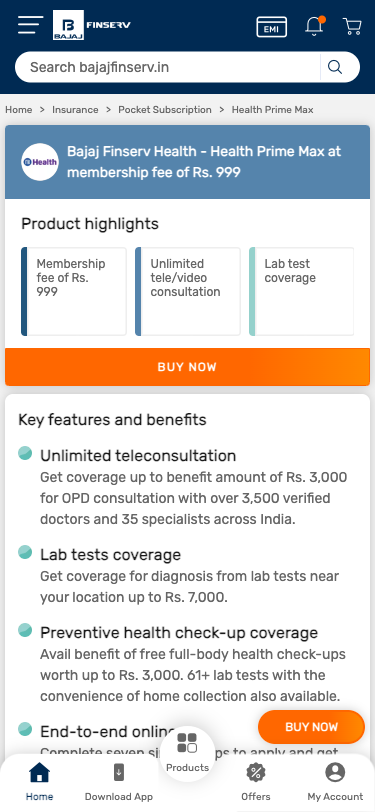 B
BAJAJ
FINSERV
EMI
Search bajajfinserv.in
Home > Insurance > Pocket Subscription > Health Prime Max
Health
Bajaj Finserv Health - Health Prime Max at
membership fee of Rs. 999
Product highlights
Membership
fee of Rs.
999
Unlimited
tele/video
consultation
Lab test
coverage
BUY NOW
Key features and benefits
Unlimited teleconsultation
Get coverage up to benefit amount of Rs. 3,000
for OPD consultation with over 3,500 verified
doctors and 35 specialists across India.
Lab tests coverage
Get coverage for diagnosis from lab tests near
your location up to Rs. 7,000.
Preventive health check-up coverage
Avail benefit of free full-body health check-ups
worth up to Rs. 3,000. 61+ lab tests with the
convenience of home collection also available.
End-to-end online
BUY NOW
Complete seven to apply and get
Home
Download App
Products
Offers
My Account